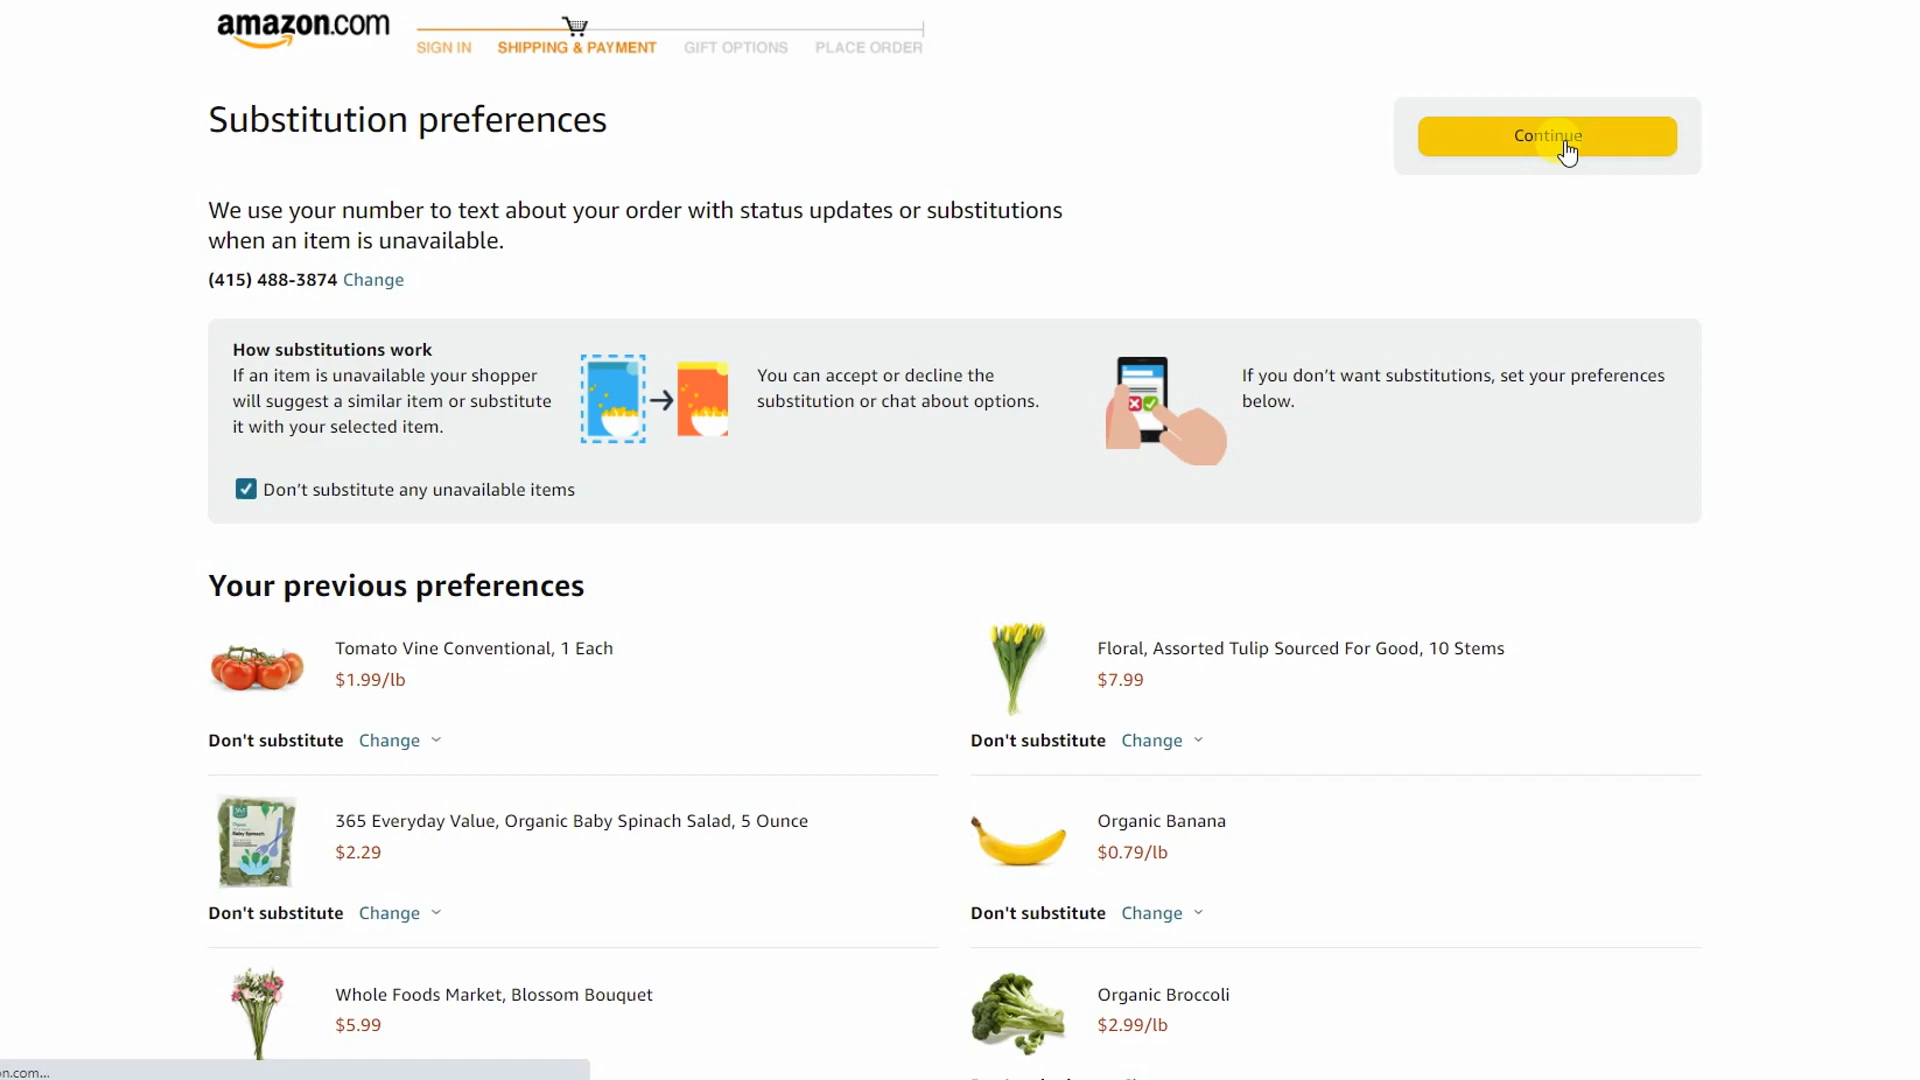 amazon.com
SIGN IN SHIPPING & PAYMENT GIFT OPTIONS PLACE ORDER
Substitution preferences
Continue
We use your number to text about your order with status updates or substitutions
when an item is unavailable.
(415) 488-3874 Change
How substitutions work
If an item is unavailable your shopper
will suggest a similar item or substitute
it with your selected item.
You can accept or decline the
substitution or chat about options.
If you don’t want substitutions, set your preferences
below.
Don’t substitute any unavailable items
Your previous preferences
Tomato Vine Conventional, 1 Each
$1.99/lb
Don't substitute Change
Floral, Assorted Tulip Sourced For Good, 10 Stems
$7.99
Don't substitute Change
365 Everyday Value, Organic Baby Spinach Salad, 5 Ounce
$2.29
Baby Spinach
Don't substitute Change
Organic Banana
$0.79/lb
Don't substitute Change
Whole Foods Market, Blossom Bouquet
$5.99
Organic Broccoli
$2.99/lb
n.com...